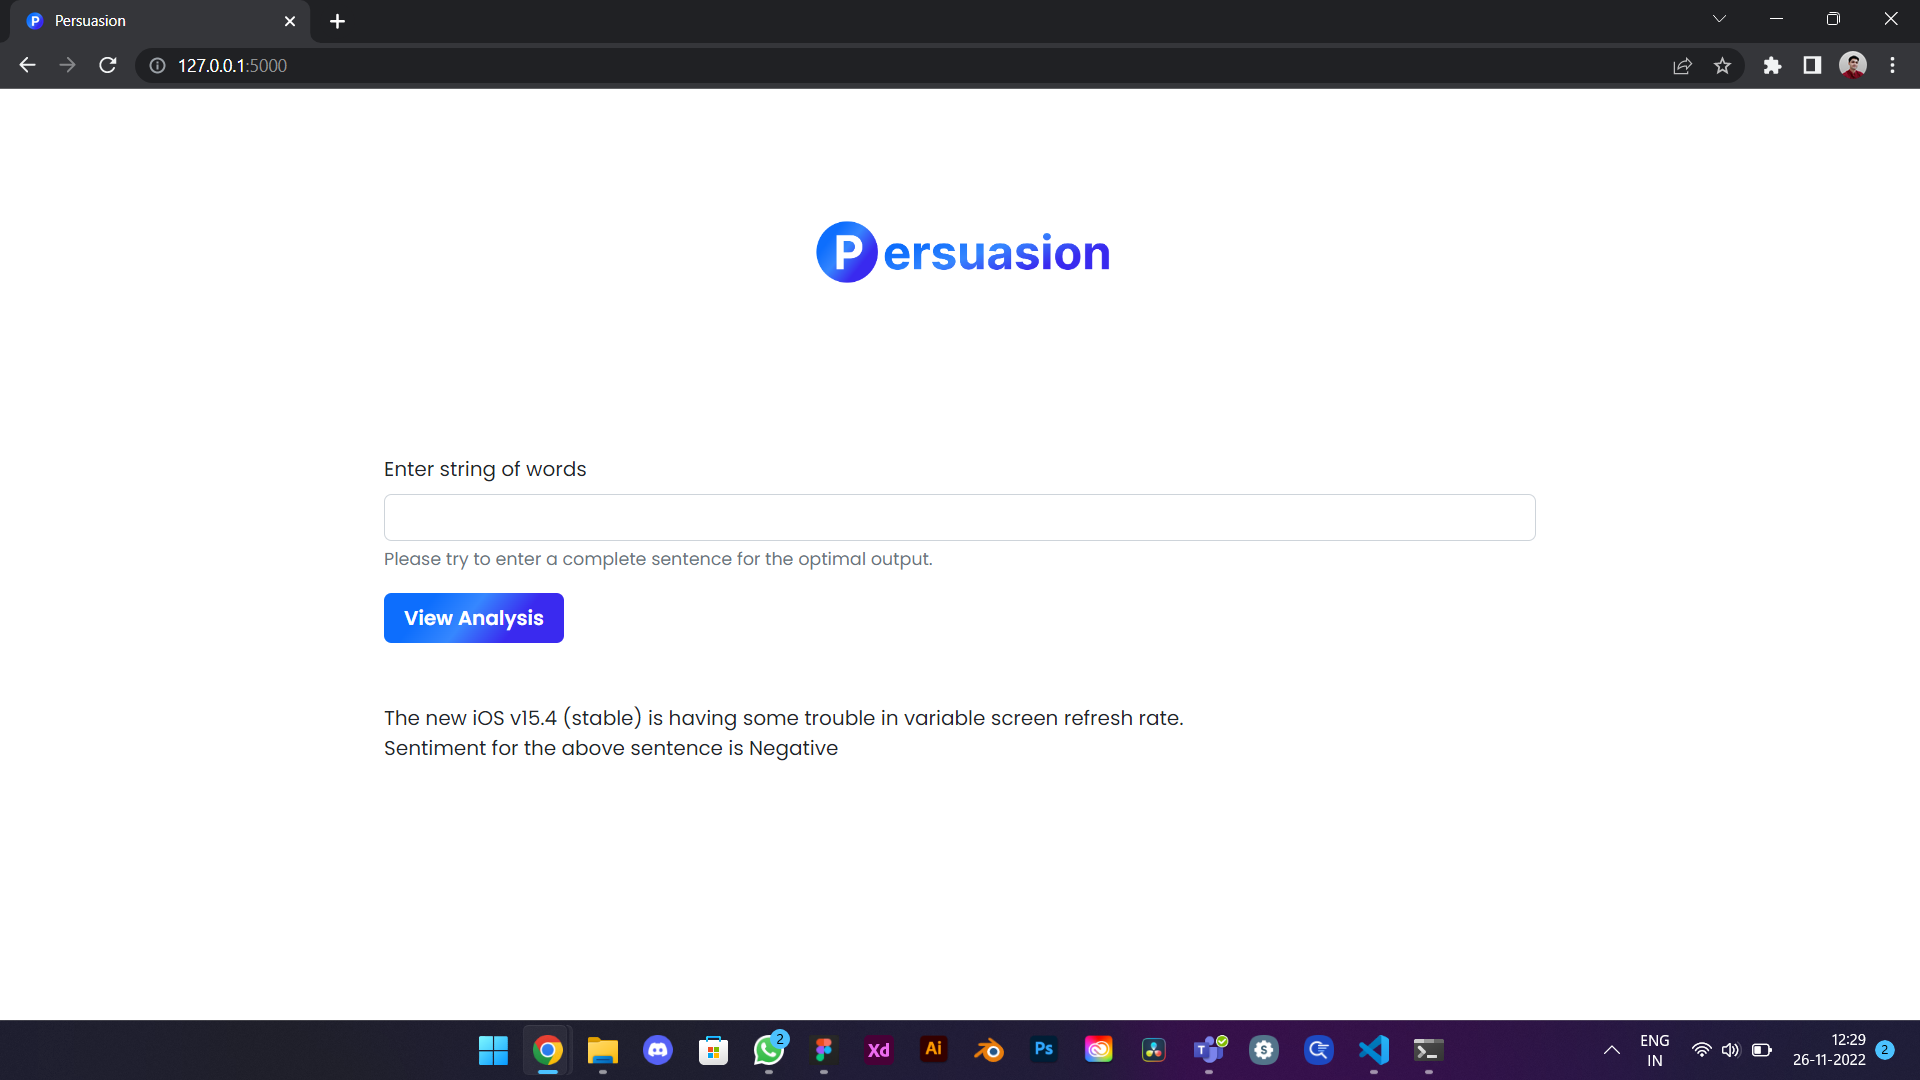 P Persuasion
127.0.0.1:5000
Persuasion
Enter string of words
Please try to enter a complete sentence for the optimal output.
View Analysis
The new iOS v15.4 (stable) is having some trouble in variable screen refresh rate.
Sentiment for the above sentence is Negative
2
Xd
Ai
Ps
T
ENG
IN
12:29
26-11-2022
2